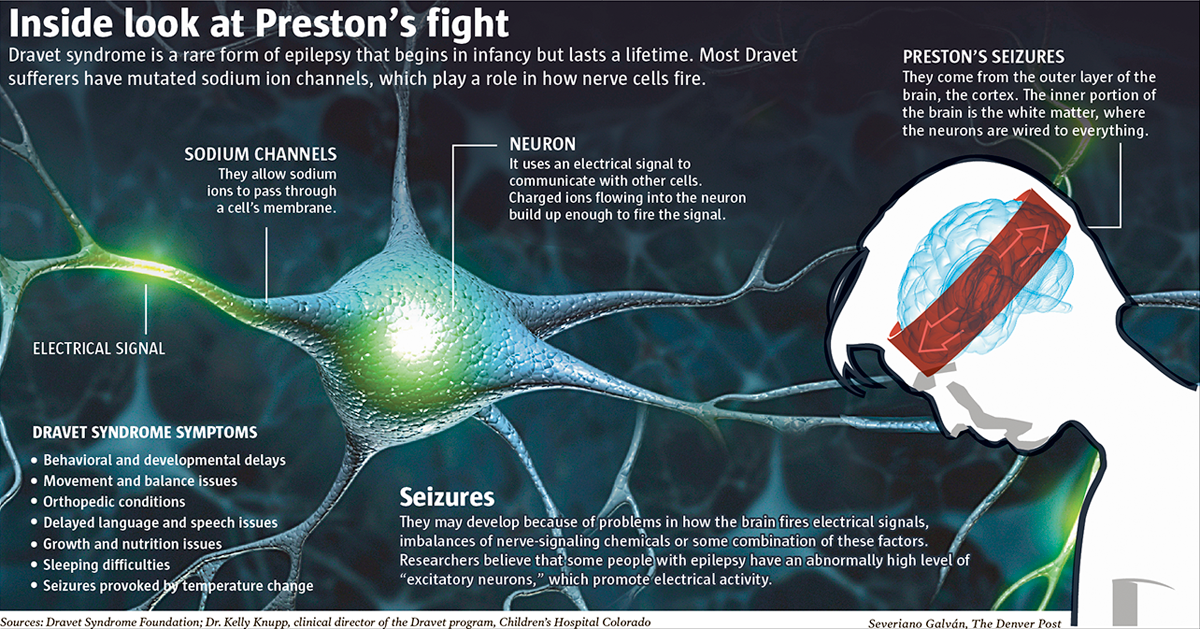 Inside look at Preston's fight
Dravet syndrome is a rare form of epilepsy that begins in infancy but lasts a lifetime. Most Dravet
sufferers have mutated sodium ion channels, which play a role in how nerve cells fire.
PRESTON'S SEIZURES
They come from the outer layer of the
brain, the cortex. The inner portion of
the brain is the white matter, where
the neurons are wired to everything.
SODIUM CHANNELS
They allow sodium
ions to pass through
a cell's membrane.
NEURON
It uses an electrical signal to
communicate with other cells.
Charged ions flowing into the neuron
build up enough to fire the signal.
ELECTRICAL SIGNAL
DRAVET SYNDROME SYMPTOMS
• Behavioral and developmental delays
• Movement and balance issues
• Orthopedic conditions
• Delayed language and speech issues
• Growth and nutrition issues
• Sleeping difficulties
• Seizures provoked by temperature change
Seizures
They may develop because of problems in how the brain fires electrical signals,
imbalances of nerve-signaling chemicals or some combination of these factors.
Researchers believe that some people with epilepsy have an abnormally high level of
“excitatory neurons,” which promote electrical activity.
Sources: Dravet Syndrome Foundation; Dr. Kelly Knupp, clinical director of the Dravet program, Children's Hospital Colorado
Severiano Galván, The Denver Post